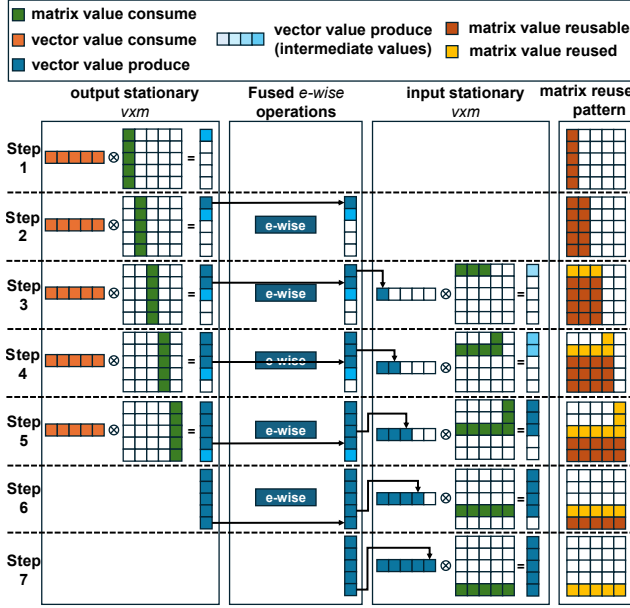 matrix value consume
vector value consume
vector value produce
vector value produce
(intermediate values)
matrix value reusable
matrix value reused
output stationary
vxm
Fused e-wise
operations
input stationary
vxm
matrix reuse
pattern
Step
1
⊗
=
Step
2
⊗
=
e-wise
Step
3
⊗
=
e-wise
⊗
=
Step
4
⊗
=
e-wise
⊗
=
Step
5
⊗
=
e-wise
⊗
=
Step
6
e-wise
⊗
=
Step
7
⊗
=